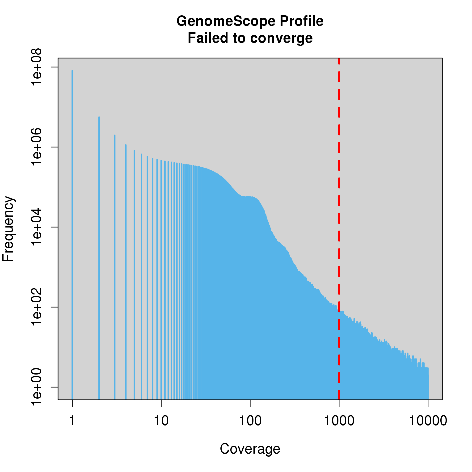 GenomeScope Profile
Failed to converge
Frequency
1e+08
1e+06
1e+04
1e+02
1e+00
1 10 100 1000 10000
Coverage